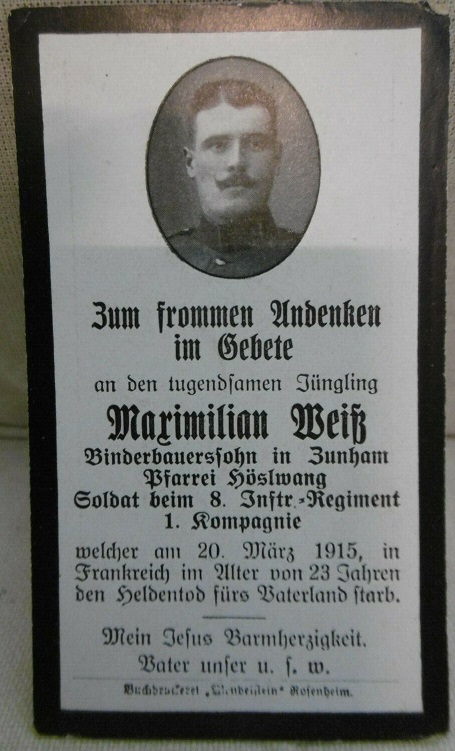 Zum frommen Andenken
im Gebete
an den tugendsamen Jüngling
Maximilian Weiß
Binderbauerssohn in Zunham
Pfarrei Höslwang
Soldat beim 8. Inftr.-Regiment
1. Kompagnie
welcher am 20. März 1915, in
Frankreich im Alter von 23 Jahren
den Heldentod fürs Vaterland starb.
Mein Jesus Barmherzigkeit.
Vater unser u. s. w.
Buchdruckerei „Wendelstein“ Rosenheim.